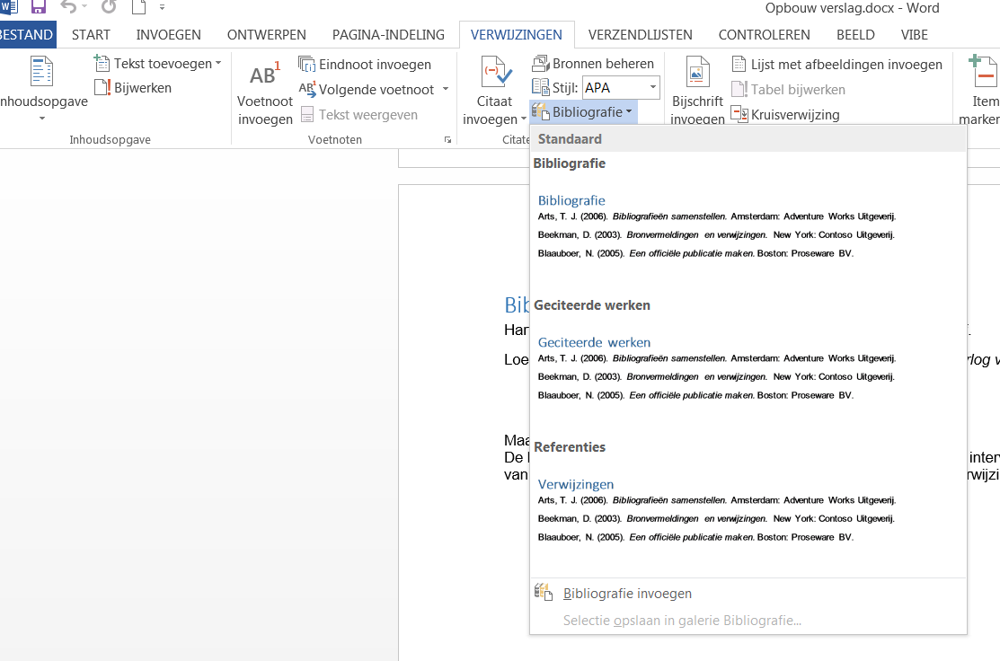 Opbouw verslag.docx - Word
BESTAND START INVOEGEN ONTWERPEN PAGINA-INDELING VERWIJZINGEN VERZENDLIJSTEN CONTROLEREN BEELD VIBE
nhoudsopgave
Tekst toevoegen
Bijwerken
Inhoudsopgave
AB1
Voetnoot
invoegen
Eindnoot invoegen
Volgende voetnoot
Tekst weergeven
Voetnoten
Citaat
invoegen
Bronnen beheren
Stijl: APA
Bibliografie
Citate
Bijschrift
invoegen
Lijst met afbeeldingen invoegen
Tabel bijwerken
Kruisverwijzing
Item
marker
Standaard
Bibliografie
Bibliografie
Arts, T. J. (2006). Bibliografieën samenstellen. Amsterdam: Adventure Works Uitgeverij.
Beekman, D. (2003). Bronvermeldingen en verwijzingen. New York: Contoso Uitgeverij.
Blaauboer, N. (2005). Een officiële publicatie maken. Boston: Proseware BV.
Geciteerde werken
Geciteerde werken
Arts, T. J. (2006). Bibliografieën samenstellen. Amsterdam: Adventure Works Uitgeverij.
Beekman, D. (2003). Bronvermeldingen en verwijzingen. New York: Contoso Uitgeverij.
Blaauboer, N. (2005). Een officiële publicatie maken. Boston: Proseware BV.
Referenties
Verwijzingen
Arts, T. J. (2006). Bibliografieën samenstellen. Amsterdam: Adventure Works Uitgeverij.
Beekman, D. (2003). Bronvermeldingen en verwijzingen. New York: Contoso Uitgeverij.
Blaauboer, N. (2005). Een officiële publicatie maken. Boston: Proseware BV.
Bibliografie invoegen
Selectie opslaan in galerie Bibliografie...
Bib
Har
Loe rlog v
Maa
De interv
van rwijzi